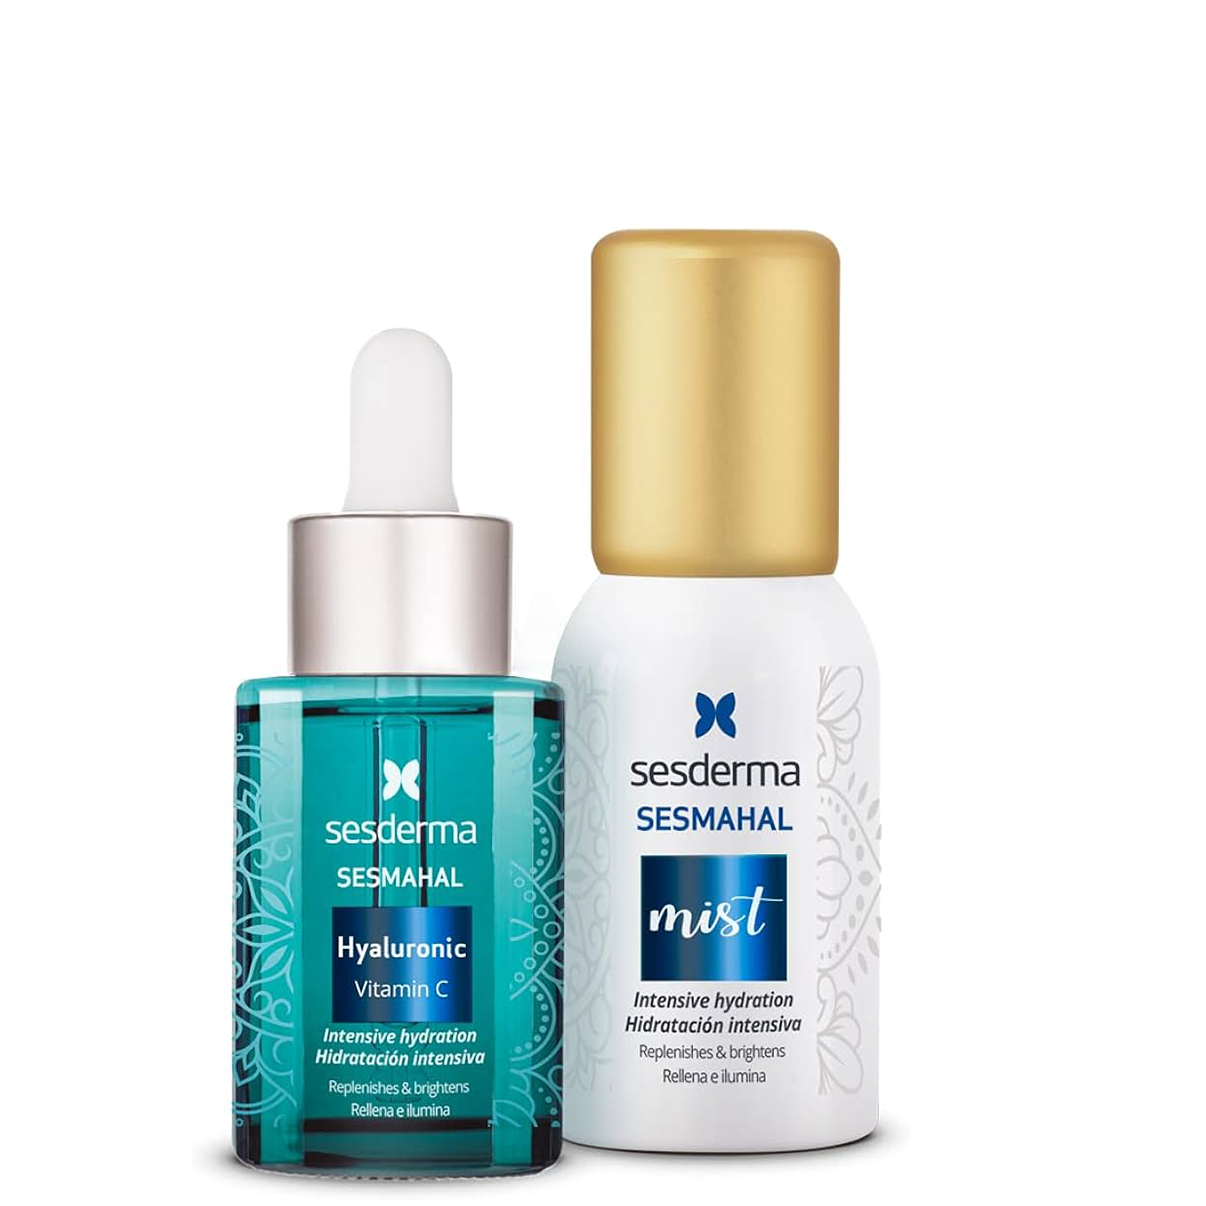 sesderma
SESMAHAL
Hyaluronic
Vitamin C
Intensive hydration
Hidratación intensiva
Replenishes & brightens
Rellena e ilumina
sesderma
SESMAHAL
mist
Intensive hydration
Hidratación intensiva
Replenishes & brightens
Rellena e ilumina